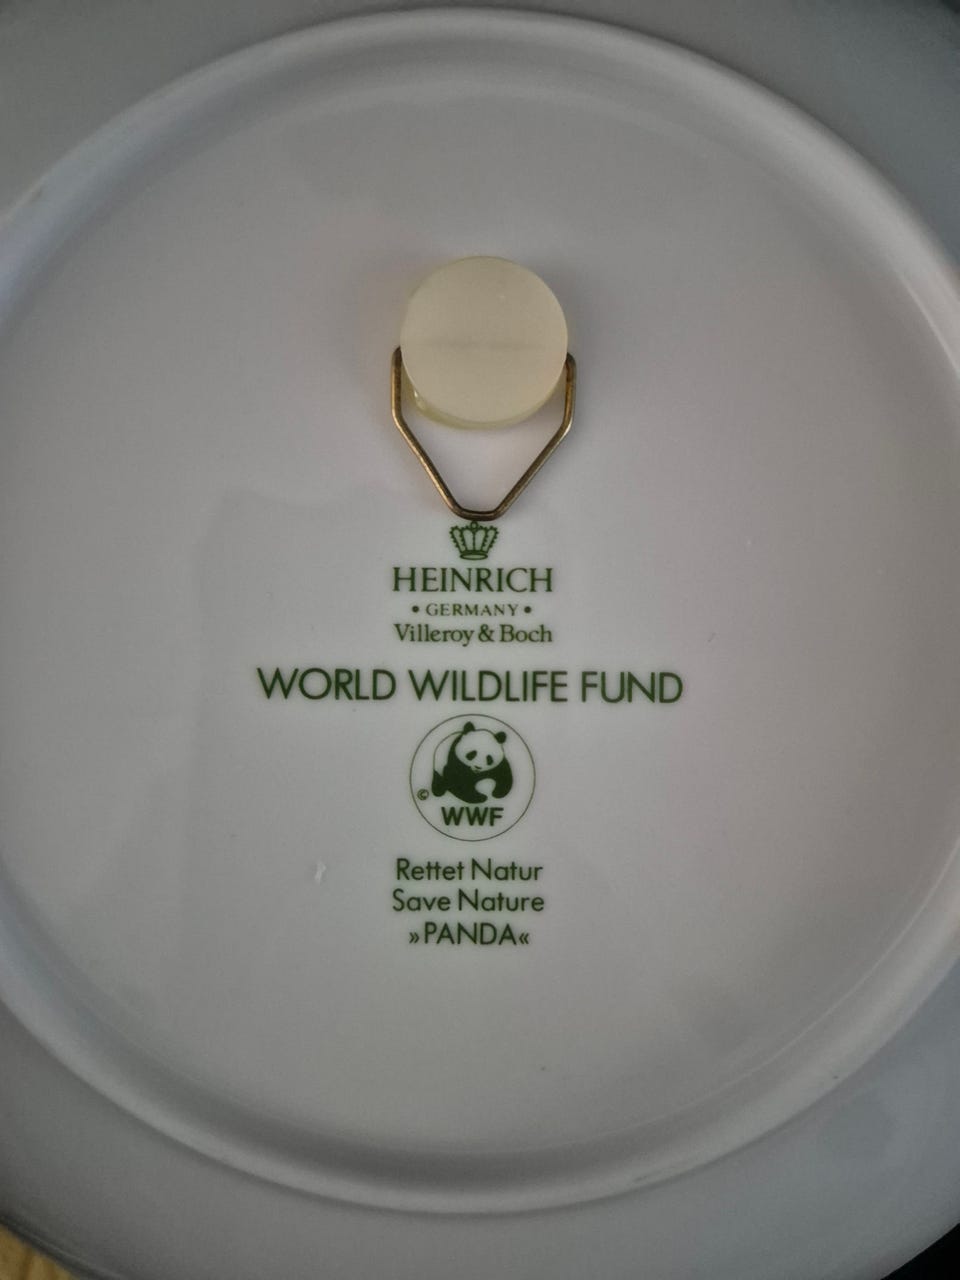 HEINRICH
• GERMANY •
Villeroy & Boch
WORLD WILDLIFE FUND
©
WWF
Rettet Natur
Save Nature
»PANDA«